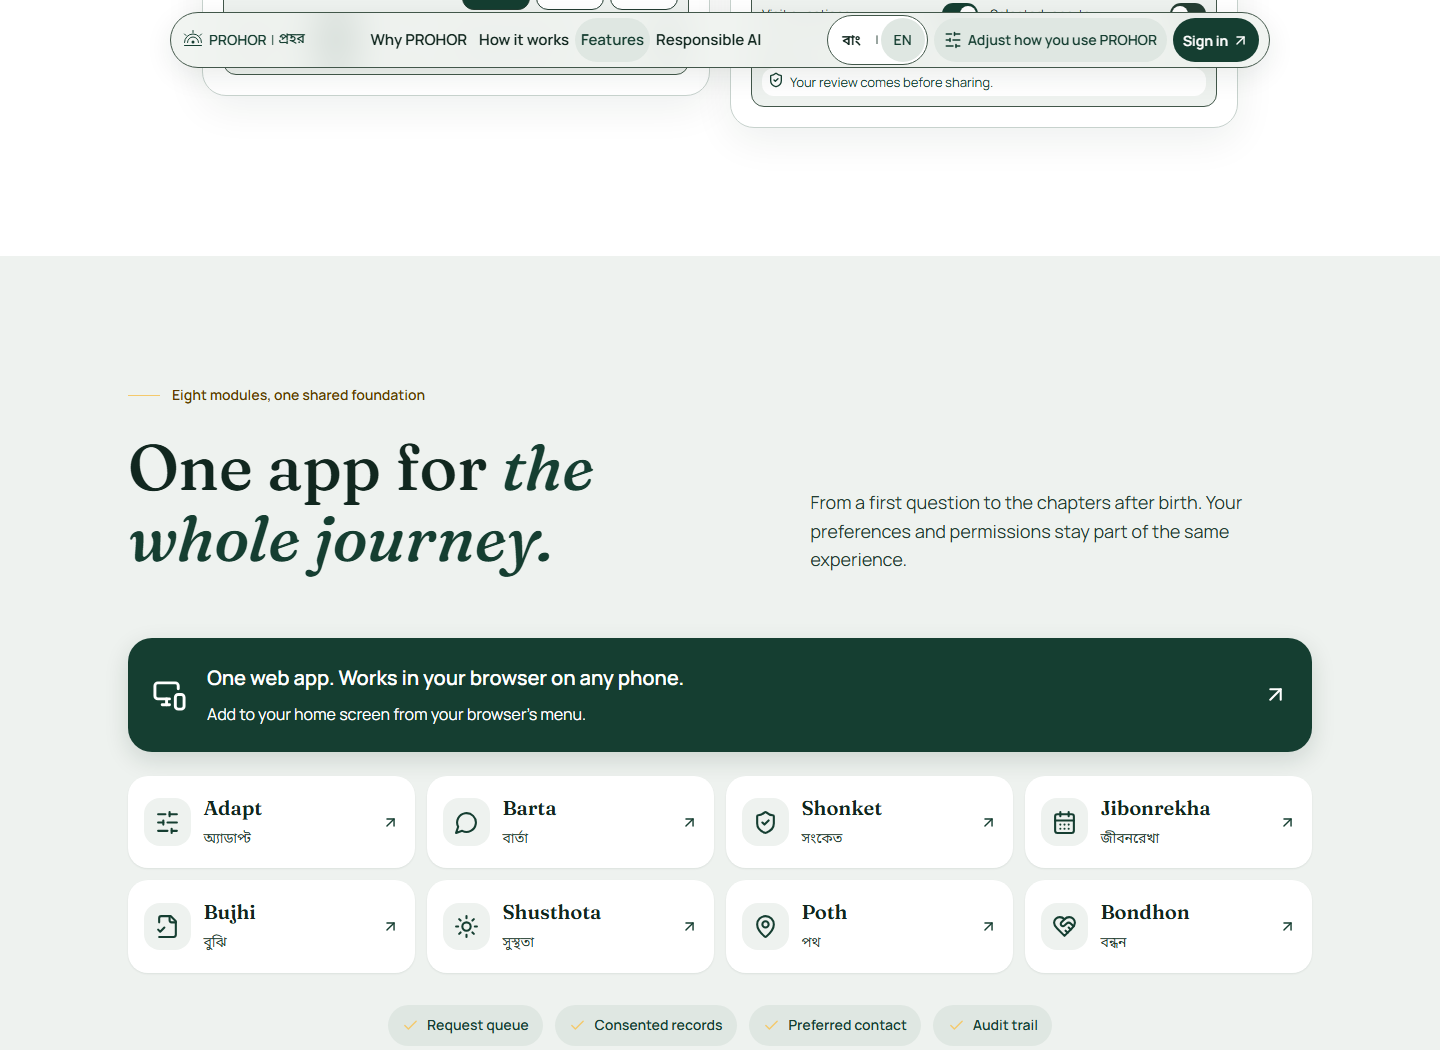 PROHOR | প্রহর
Why PROHOR
How it works
Features
Responsible AI
বাং | EN
Adjust how you use PROHOR
Sign in
Your review comes before sharing.
Eight modules, one shared foundation
One app for the
whole journey.
From a first question to the chapters after birth. Your
preferences and permissions stay part of the same
experience.
One web app. Works in your browser on any phone.
Add to your home screen from your browser's menu.
Adapt
অ্যাডাপ্ট
Barta
বার্তা
Shonket
সংকেত
Jibonrekha
জীবনরেখা
Bujhi
বুঝি
Shusthota
সুস্থতা
Poth
পথ
Bondhon
বন্ধন
Request queue
Consented records
Preferred contact
Audit trail